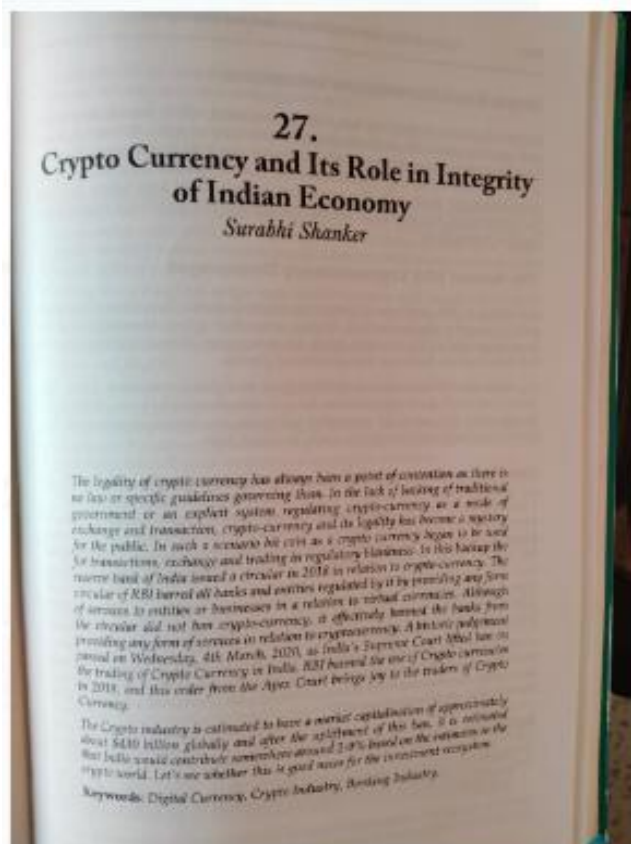 27.
Crypto Currency and Its Role in Integrity
of Indian Economy
Surabhi Shanker
The legality of crypto currency has always been a point of contention as there is
no law or specific guidelines governing them. In the lack of backing of traditional
government or an explicit system regulating crypto-currency as a mode of
exchange and transaction, crypto-currency and its legality has become a mystery
for the public. In such a scenario bit coin as a crypto currency began to be used
for transactions, exchange and trading in regulatory blankness. In this backup the
reserve bank of India issued a circular in 2018 in relation to crypto-currency. The
circular of RBI barred all banks and entities regulated by it be providing any form
of services to entities or businesses in a relation to virtual currencies. Although
the circular did not ban crypto-currency, it effectively banned the banks from
providing any form of services in relation to cryptocurrency. A historic judgement
passed on Wednesday, 4th March, 2020, as India's Supreme Court lifted ban on
the trading of Crypto Currency in India. RBI banned the use of Crypto currencies
in 2018, and this order from the Apex Court brings joy to the traders of Crypto
Currency.
The Crypto industry is estimated to have a market capitalisation of approximately
about billion globally and after the upliftment of this ban, it is estimated
that India would contribute somewhere around based on the estimates in the
crypto world. Let's see whether this is good news for the investment ecosystem.
Keywords: Digital Currency, Crypto Industry, Banking Industry.